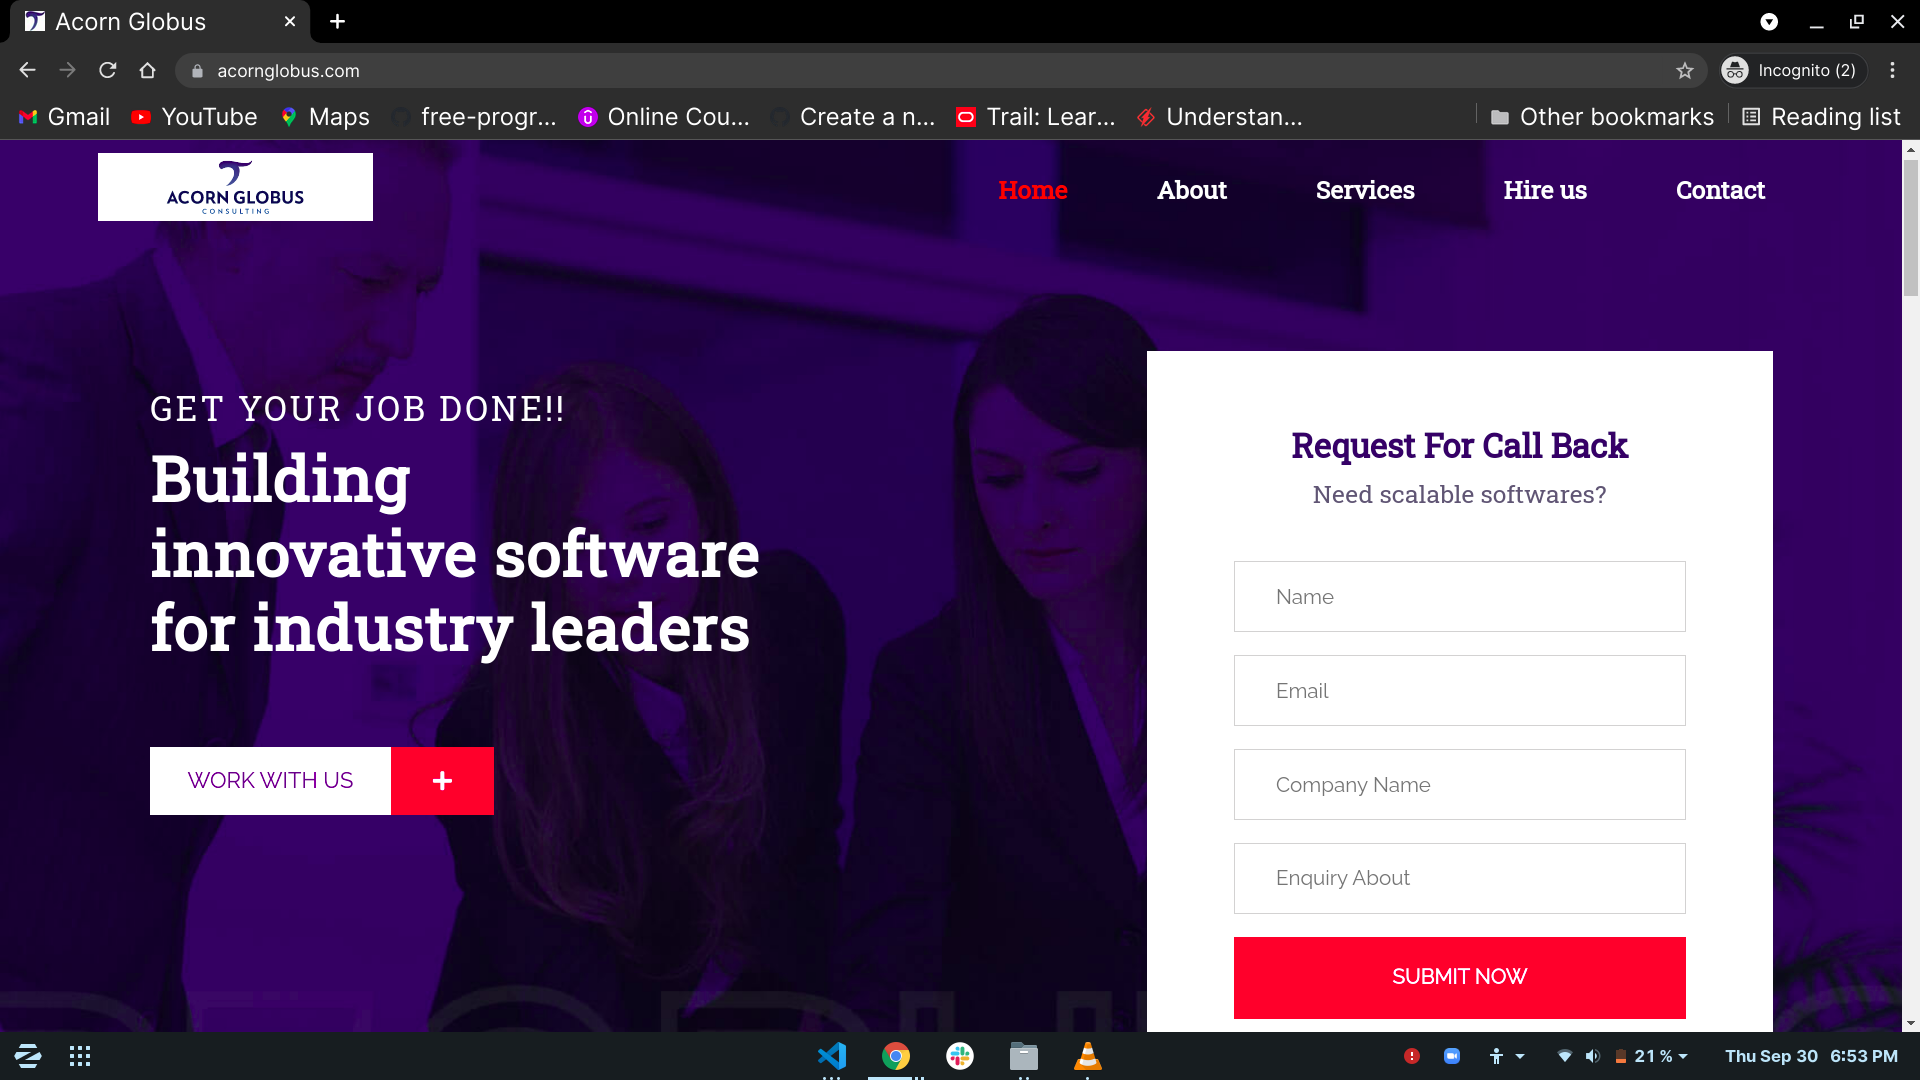 Acorn Globus
acornglobus.com
Incognito (2)
Gmail
YouTube
Maps
free-progr...
Online Cou...
Create a n...
Trail: Lear...
Understan...
Other bookmarks
Reading list
ACORN GLOBUS
CONSULTING
Home
About
Services
Hire us
Contact
GET YOUR JOB DONE!!
Building
innovative software
for industry leaders
WORK WITH US
+
Request For Call Back
Need scalable softwares?
Name
Email
Company Name
Enquiry About
SUBMIT NOW
21 %
Thu Sep 30 6:53 PM